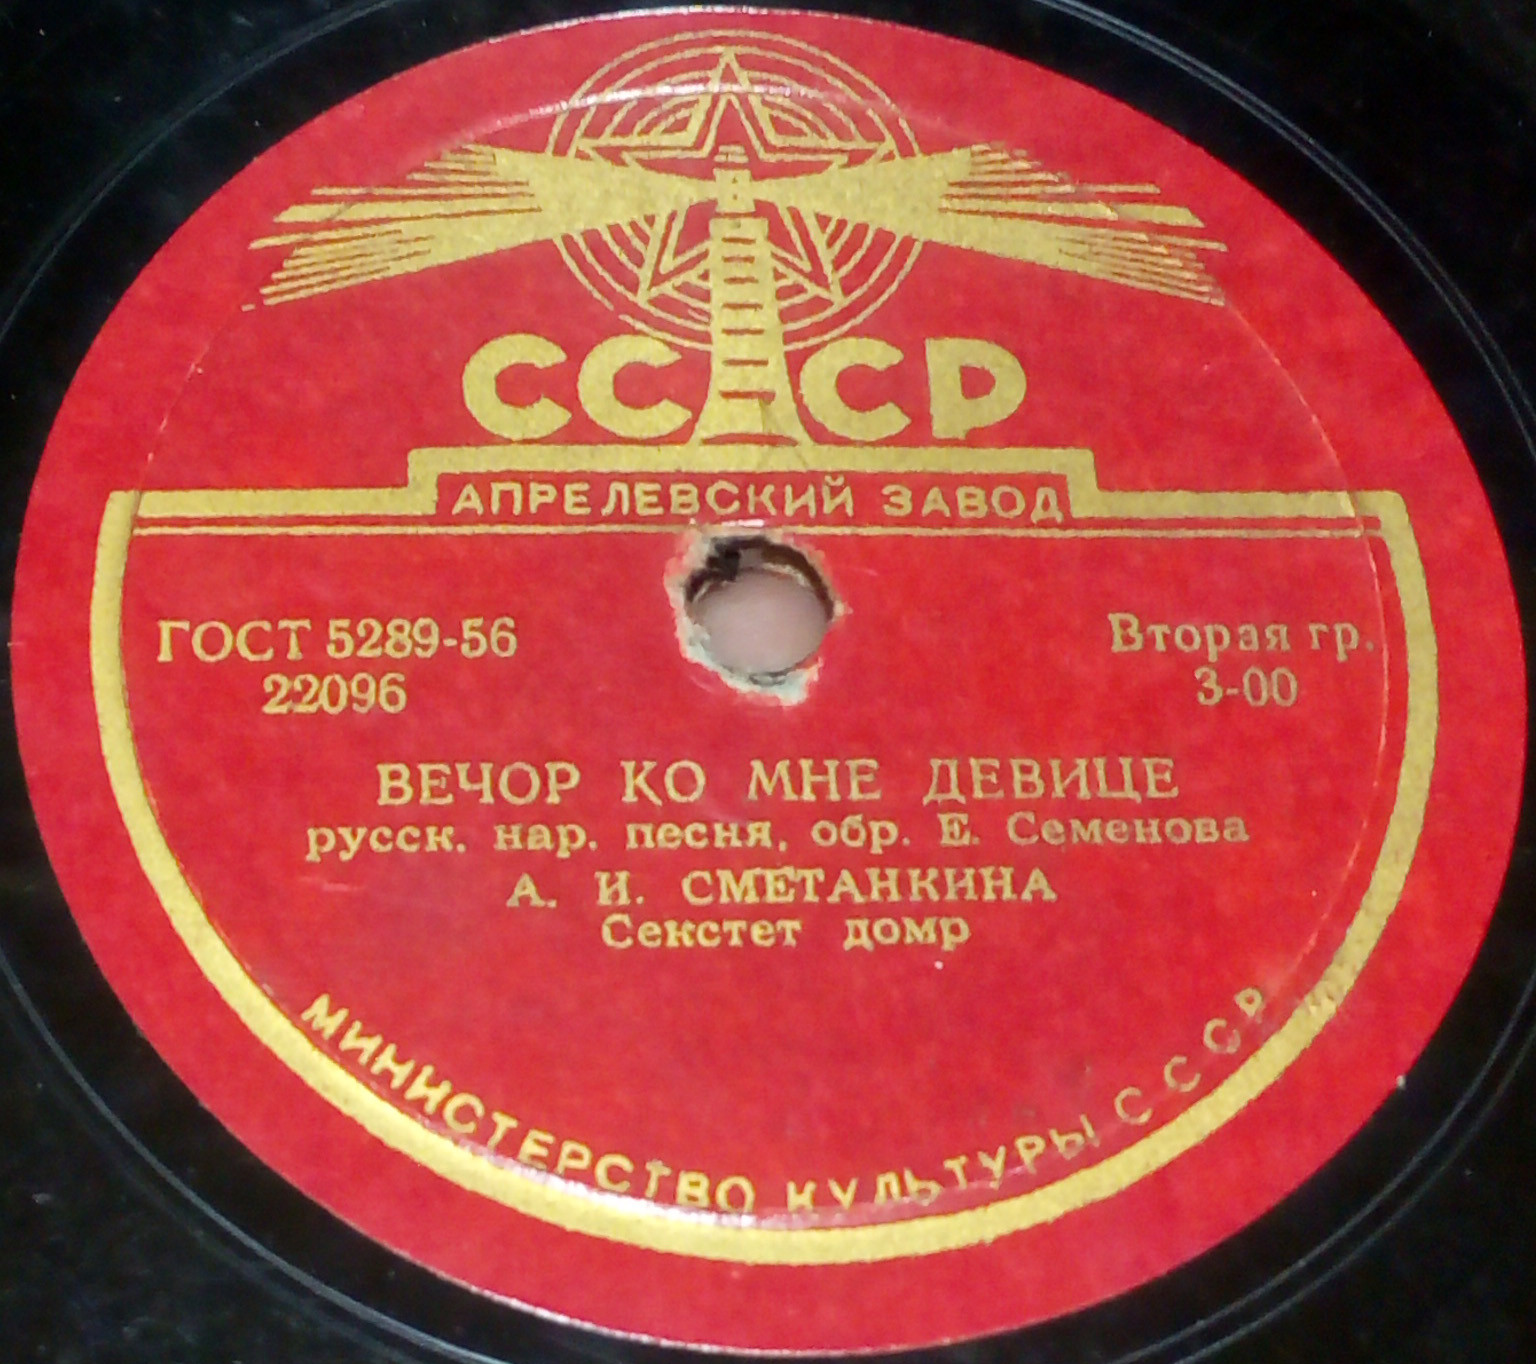 СССР
АПРЕЛЕВСКИЙ ЗАВОД
ГОСТ 5289-56
22096
Вторая гр.
3-00
ВЕЧОР КО МНЕ ДЕВИЦЕ
русск. нар. песня, обр. Е. Семенова
А. И. СМЕТАНКИНА
Секстет домр
МИНИСТЕРСТВО КУЛЬТУРЫ СССР